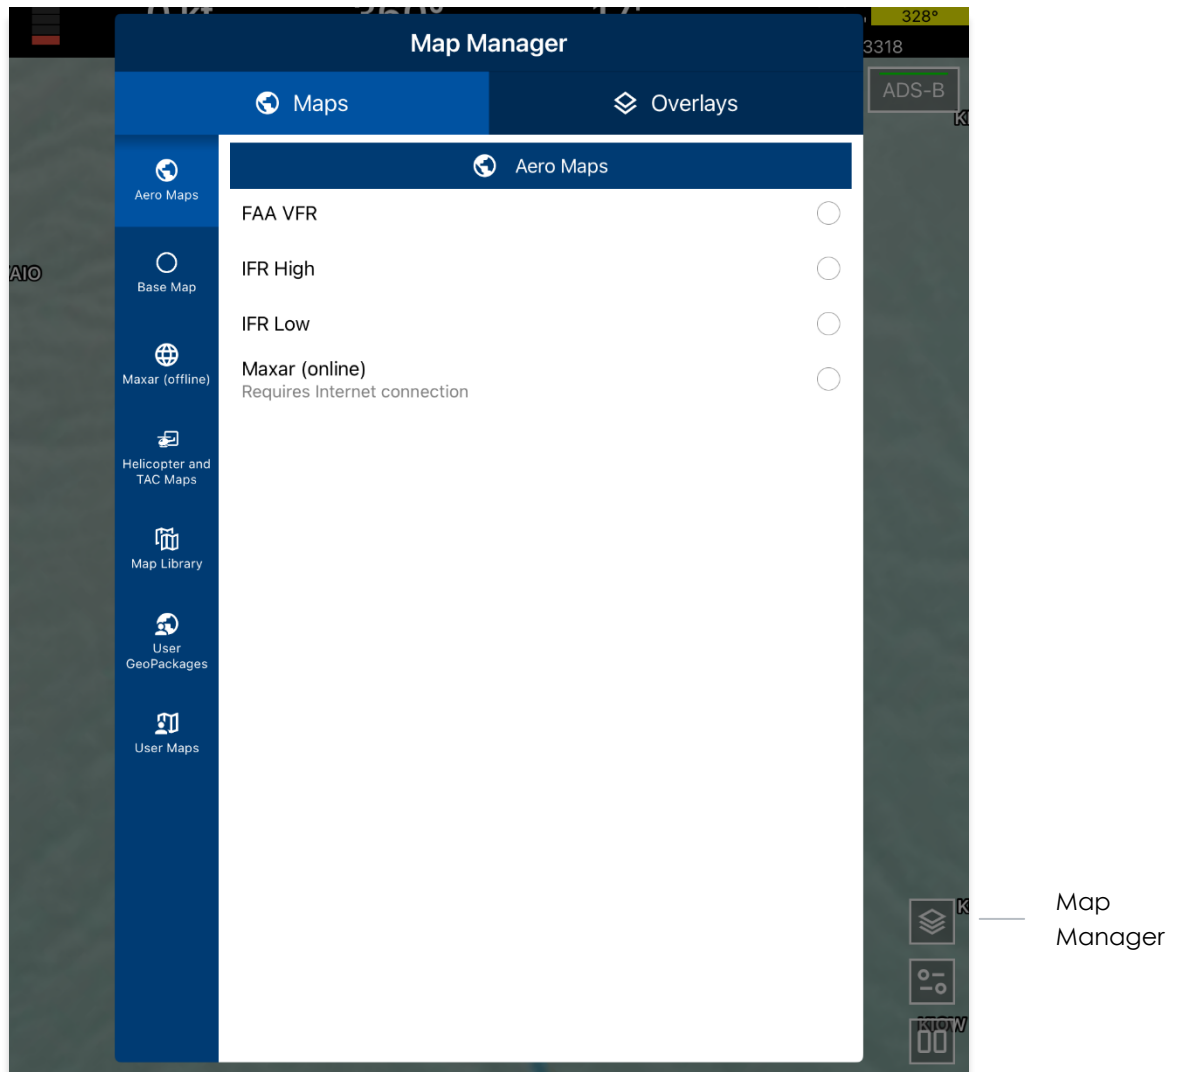 328°
Map Manager
3318
Maps
Overlays
ADS-B
Aero Maps
Aero Maps
FAA VFR
IFR High
Base Map
IFR Low
Maxar (online)
Requires Internet connection
Maxar (offline)
Helicopter and
TAC Maps
Map Library
User
GeoPackages
User Maps
Map
Manager